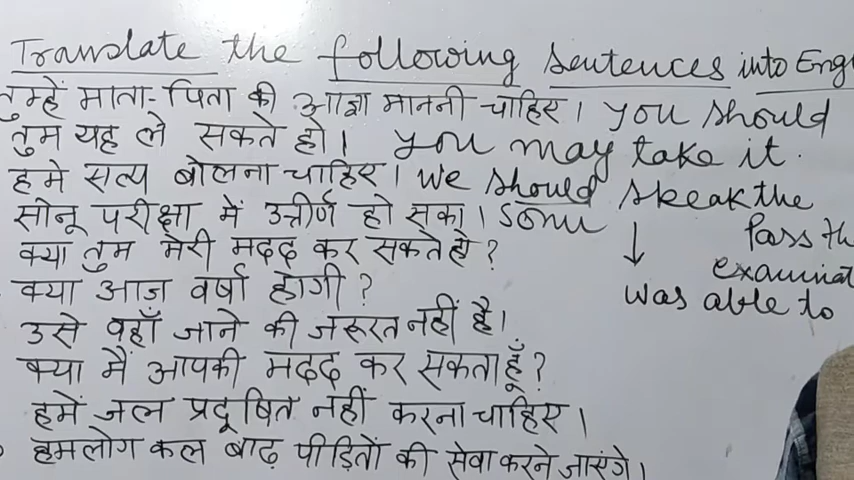 Translate the following sentences into Eng
तुम्हें माता-पिता की आज्ञा माननी चाहिए। you should
तुम यह ले सकते हो। you may take it.
हमे सत्य बोलना चाहिए। we should speak the
सोनू परीक्षा में उत्तीर्ण हो सका। Sonu Pass th
क्या तुम मेरी मदद कर सकते हो? ↓ examinat
क्या आज वर्षा होगी? was able to
उसे वहाँ जाने की जरूरत नहीं है।
क्या मैं आपकी मदद कर सकता हूँ?
हमें जल प्रदूषित नहीं करना चाहिए।
हमलोग कल बाढ़ पीड़ितों की सेवा करने जाएंगे।